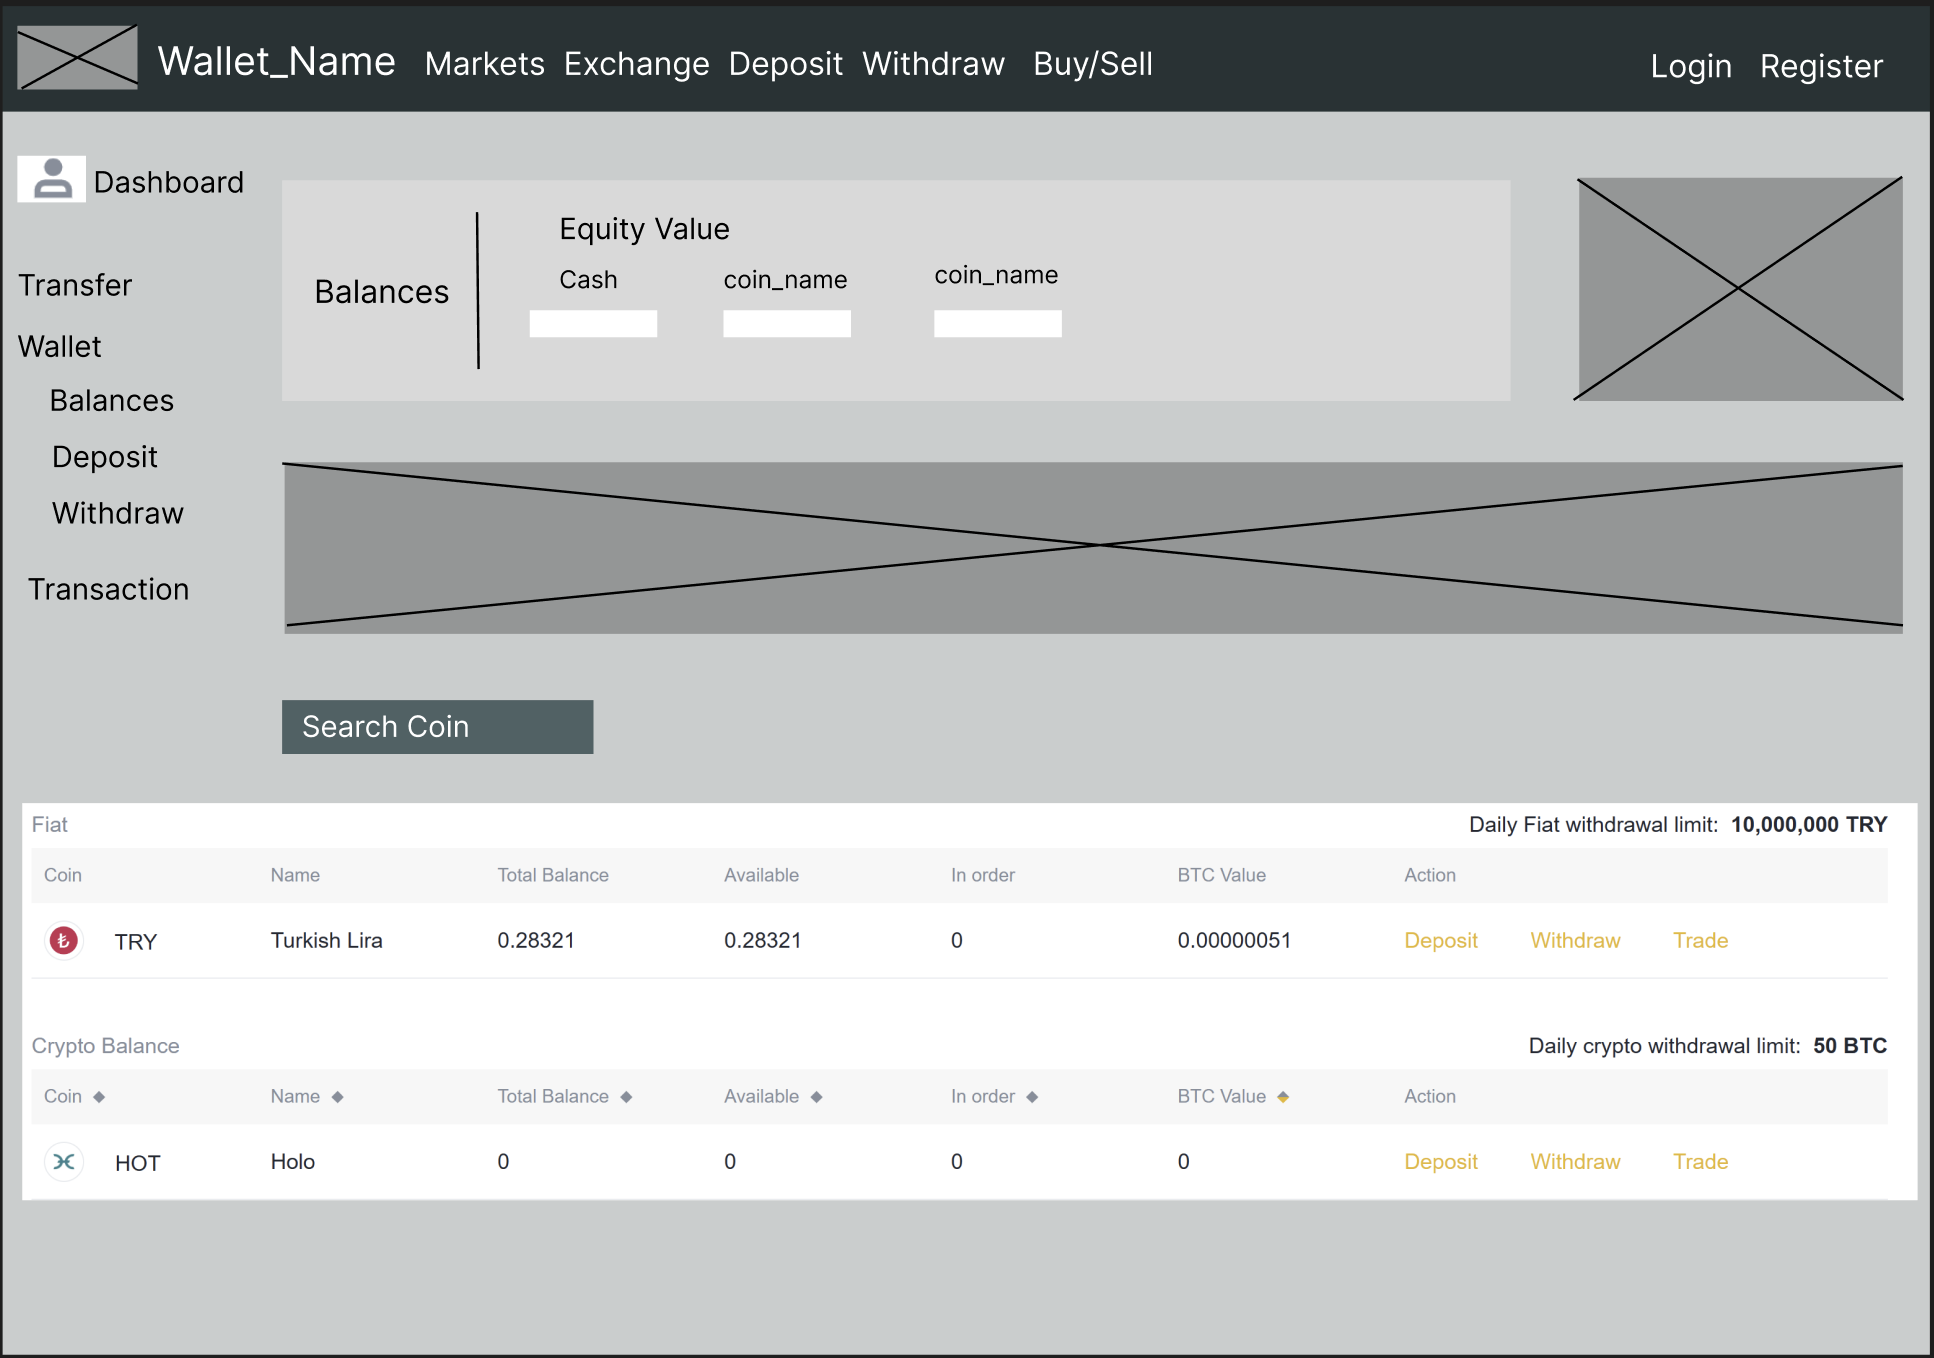 Wallet_Name Markets Exchange Deposit Withdraw Buy/Sell Login Register
Dashboard
Transfer
Wallet
Balances
Deposit
Withdraw
Transaction
Balances
Equity Value
Cash coin_name coin_name
Search Coin
Fiat Daily Fiat withdrawal limit: 10,000,000 TRY
Coin Name Total Balance Available In order BTC Value Action
TRY Turkish Lira 0.28321 0.28321 0 0.00000051 Deposit Withdraw Trade
Crypto Balance Daily crypto withdrawal limit: 50 BTC
Coin Name Total Balance Available In order BTC Value Action
HOT Holo 0 0 0 0 Deposit Withdraw Trade